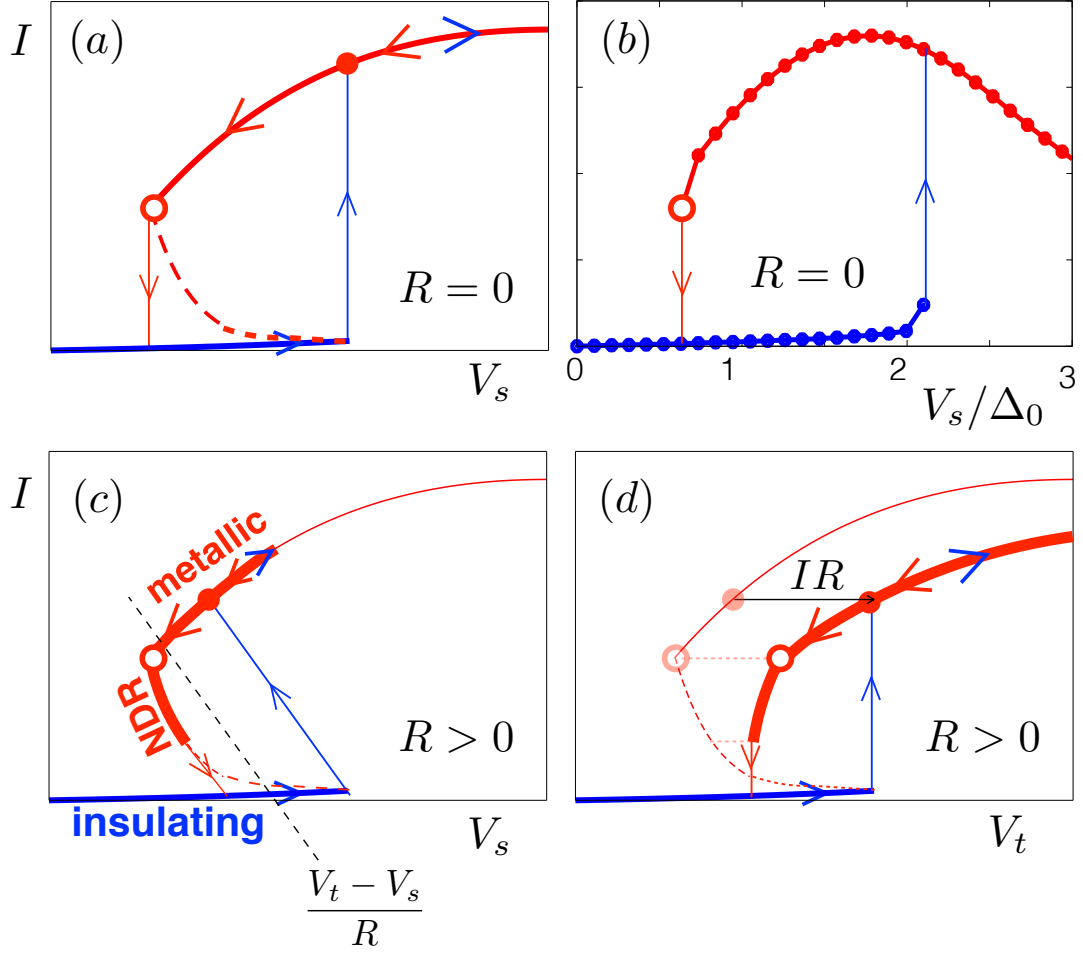 I (a)
R = 0
V_s
(b)
R = 0
0 1 2 3
V_s/Δ_0
I (c)
metallic
NDR
R > 0
insulating
V_s
V_t − V_s
R
(d)
IR
R > 0
V_t